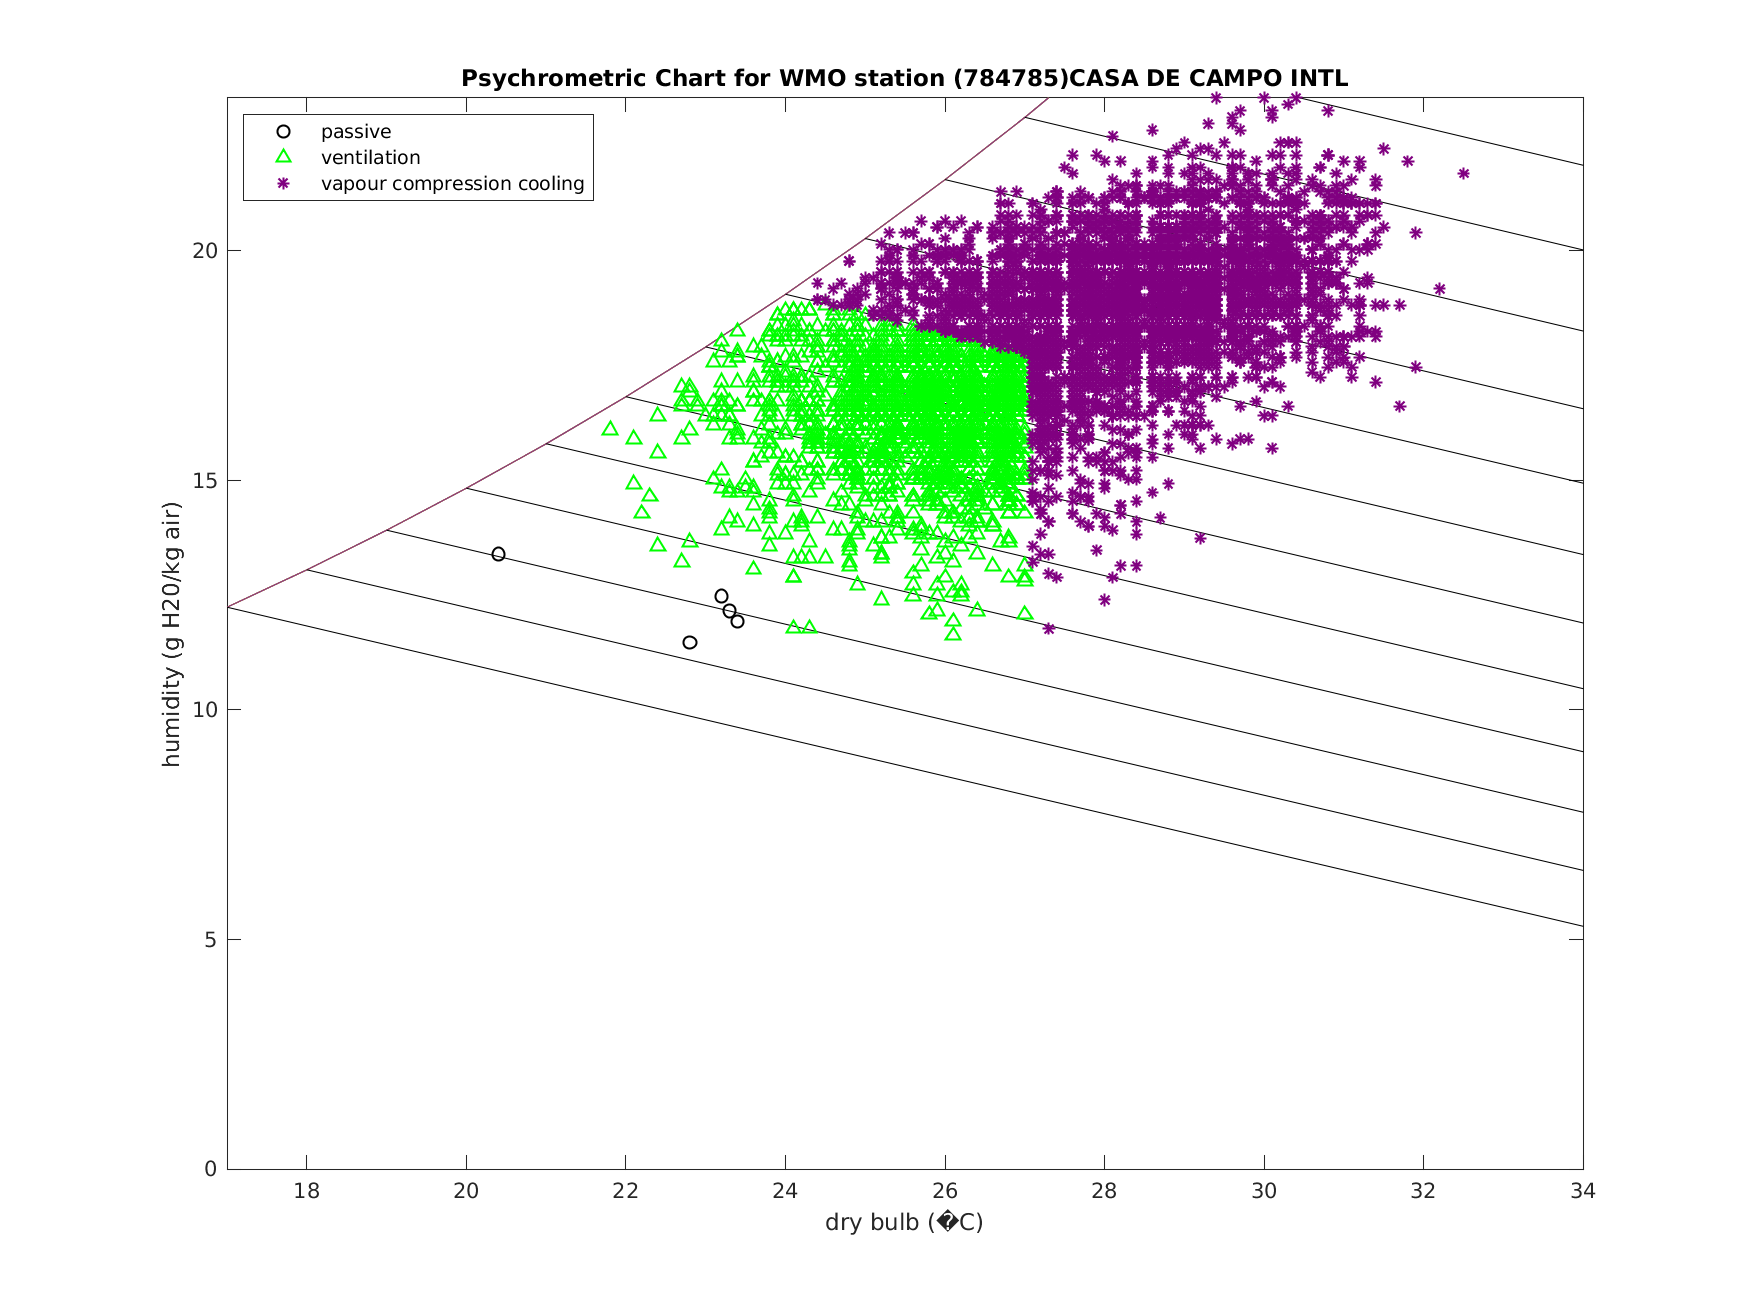 Psychrometric Chart for WMO station (784785)CASA DE CAMPO INTL
passive
ventilation
vapour compression cooling
humidity (g H20/kg air)
20
15
10
5
0
18 20 22 24 26 28 30 32 34
dry bulb (�C)